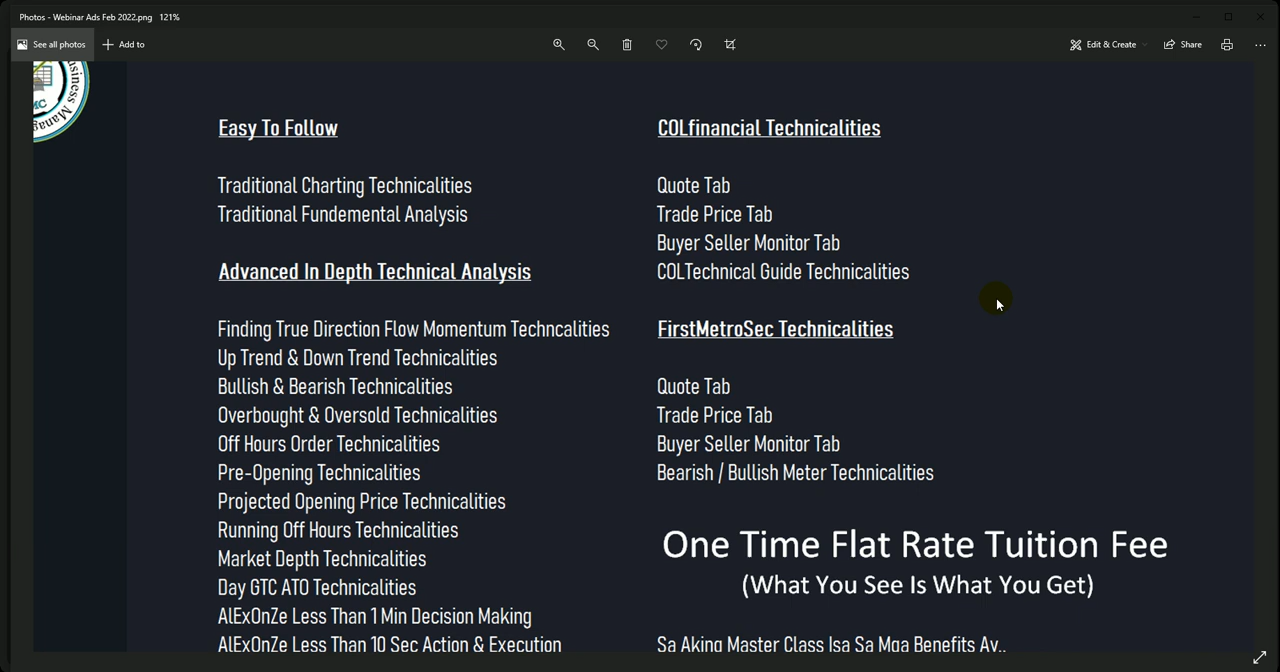 Photos - Webinar Ads Feb 2022.png 121%
See all photos
Add to
Edit & Create
Share
siness Manag
MC
Easy To Follow
Traditional Charting Technicalities
Traditional Fundemental Analysis
Advanced In Depth Technical Analysis
Finding True Direction Flow Momentum Techncalities
Up Trend & Down Trend Technicalities
Bullish & Bearish Technicalities
Overbought & Oversold Technicalities
Off Hours Order Technicalities
Pre-Opening Technicalities
Projected Opening Price Technicalities
Running Off Hours Technicalities
Market Depth Technicalities
Day GTC ATO Technicalities
AlExOnZe Less Than 1 Min Decision Making
AlExOnZe Less Than 10 Sec Action & Execution
COLfinancial Technicalities
Quote Tab
Trade Price Tab
Buyer Seller Monitor Tab
COLTechnical Guide Technicalities
FirstMetroSec Technicalities
Quote Tab
Trade Price Tab
Buyer Seller Monitor Tab
Bearish / Bullish Meter Technicalities
One Time Flat Rate Tuition Fee
(What You See Is What You Get)
Sa Aking Master Class Isa Sa Mga Benefits Ay..